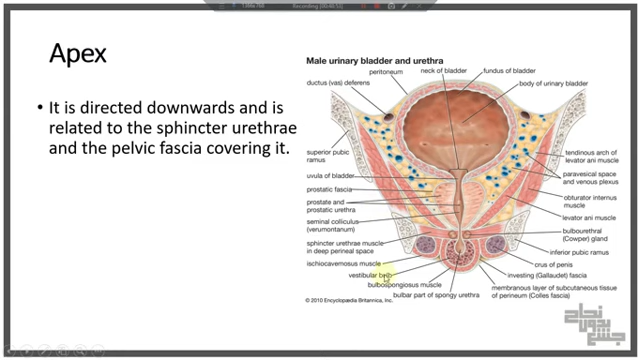 1366x768
Recording [00:40:53]
Apex
• It is directed downwards and is
related to the sphincter urethrae
and the pelvic fascia covering it.
Male urinary bladder and urethra
peritoneum
neck of bladder
fundus of bladder
ductus (vas) deferens
body of urinary bladder
superior pubic
ramus
tendinous arch of
levator ani muscle
uvula of bladder
paravesical space
and venous plexus
prostatic fascia
obturator internus
muscle
prostate and
prostatic urethra
levator ani muscle
seminal colliculus
(verumontanum)
bulbourethral
(Cowper) gland
sphincter urethrae muscle
in deep perineal space
inferior pubic ramus
ischiocavernosus muscle
crus of penis
vestibular bulb
investing (Gallaudet) fascia
bulbospongiosus muscle
membranous layer of subcutaneous tissue
of perineum (Colles fascia)
bulbar part of spongy urethra
© 2010 Encyclopædia Britannica, Inc.